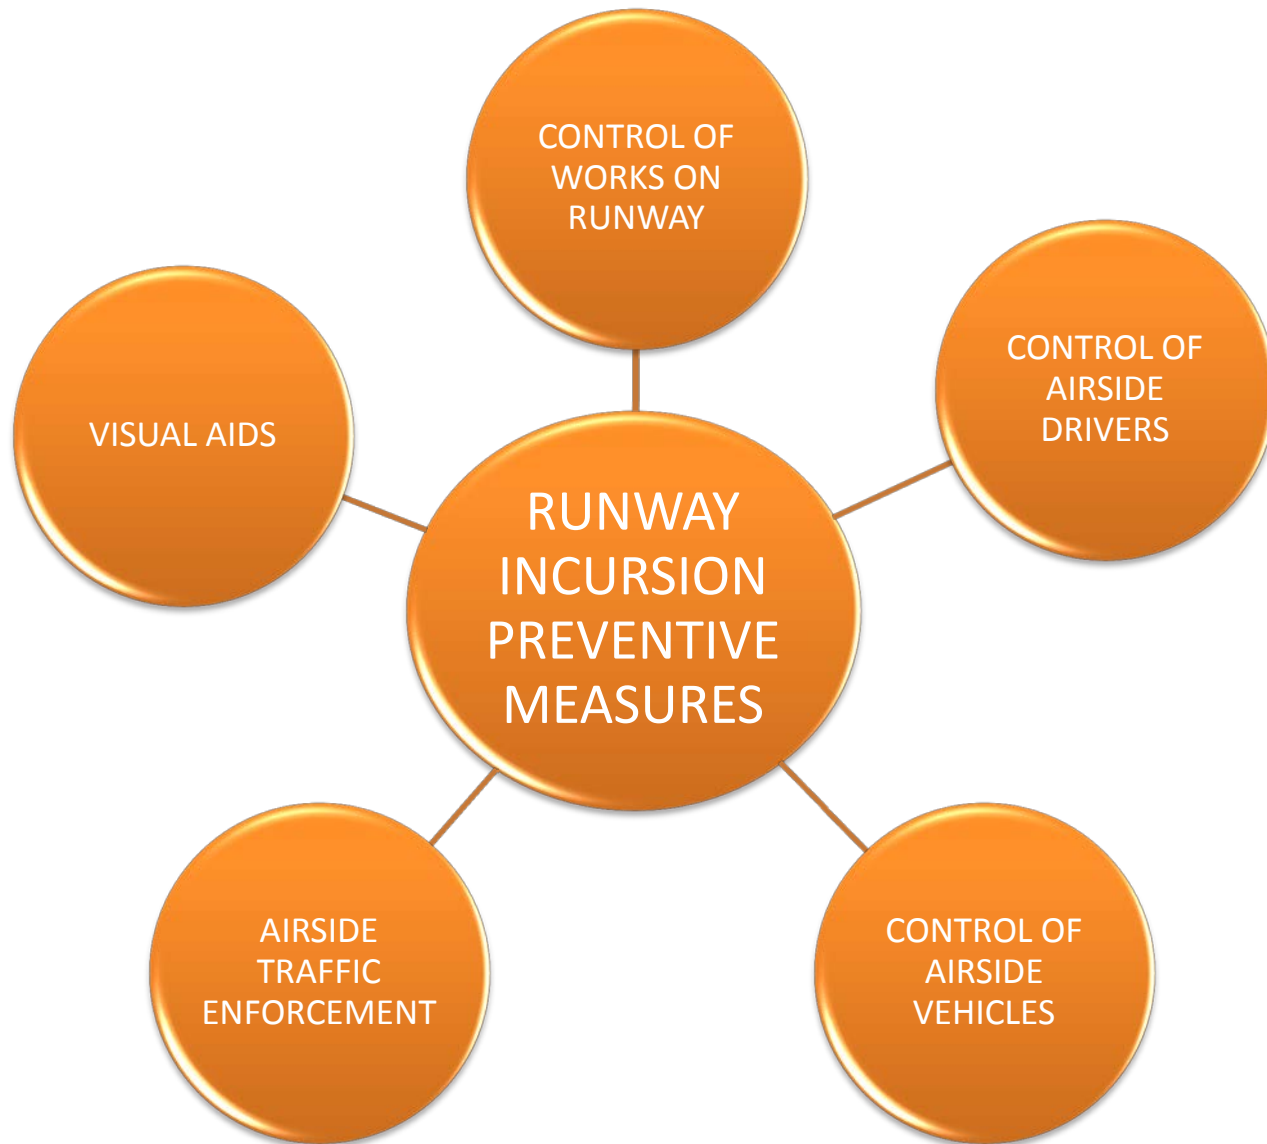 CONTROL OF
WORKS ON
RUNWAY
CONTROL OF
AIRSIDE
DRIVERS
VISUAL AIDS
RUNWAY
INCURSION
PREVENTIVE
MEASURES
AIRSIDE
TRAFFIC
ENFORCEMENT
CONTROL OF
AIRSIDE
VEHICLES